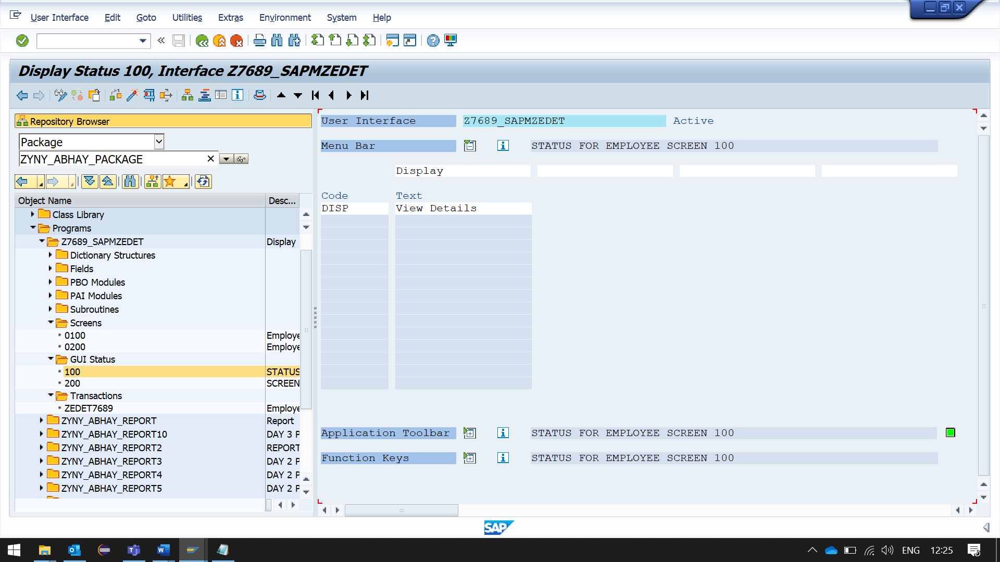 User Interface Edit Goto Utilities Extras Environment System Help
Display Status 100, Interface Z7689_SAPMZEDET
Repository Browser
Package
ZYNY_ABHAY_PACKAGE
Object Name Desc...
Class Library
Programs
Z7689_SAPMZEDET Display
Dictionary Structures
Fields
PBO Modules
PAI Modules
Subroutines
Screens
0100 Employe
0200 Employe
GUI Status
100 STATUS
200 SCREEN
Transactions
ZEDET7689 Employe
ZYNY_ABHAY_REPORT Report
ZYNY_ABHAY_REPORT10 DAY 3 P
ZYNY_ABHAY_REPORT2 REPORT
ZYNY_ABHAY_REPORT3 DAY 2 P
ZYNY_ABHAY_REPORT4 DAY 2 P
ZYNY_ABHAY_REPORT5 DAY 2 P
User Interface Z7689_SAPMZEDET Active
Menu Bar STATUS FOR EMPLOYEE SCREEN 100
Display
Code Text
DISP View Details
Application Toolbar STATUS FOR EMPLOYEE SCREEN 100
Function Keys STATUS FOR EMPLOYEE SCREEN 100
SAP
ENG 12:25